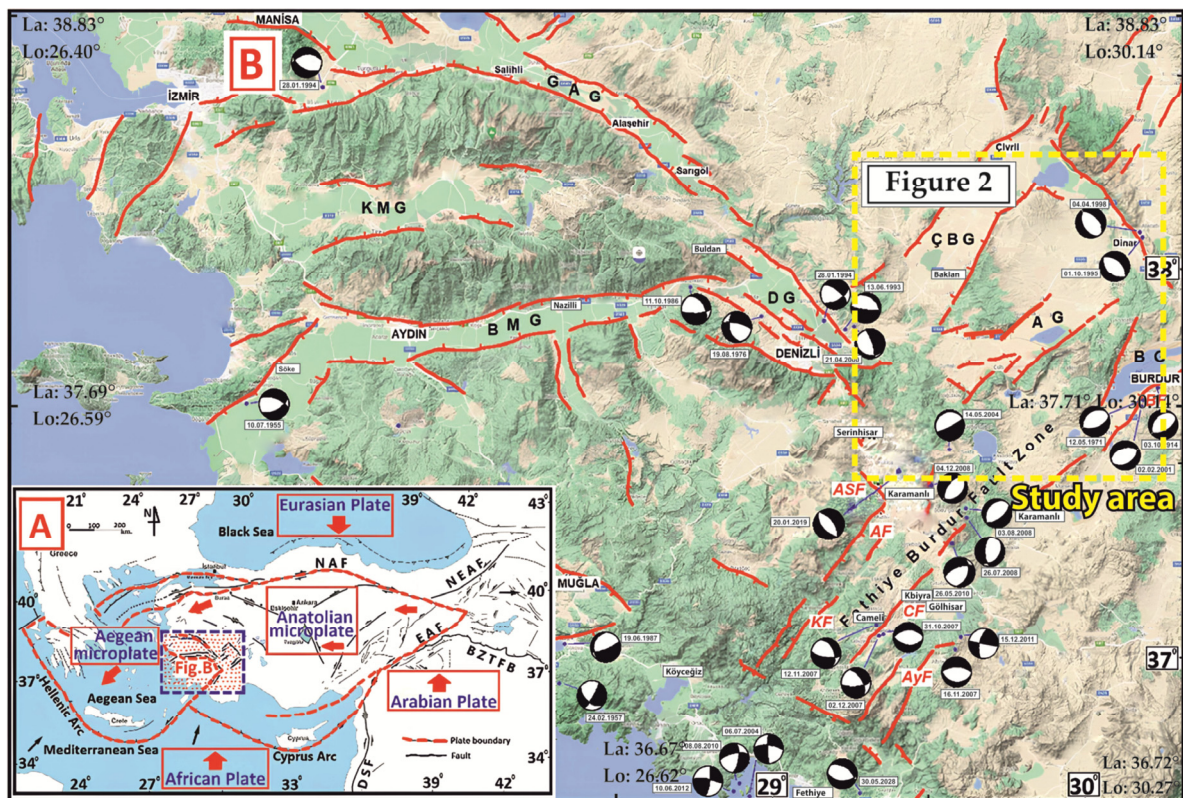 La: 38.83°
Lo:26.40°
MANİSA
B
28.01.1994
Turgutlu
Salihli
İZMİR
G A G
Alaşehir
Sarıgöl
La: 38.83°
Lo:30.14°
Çivril
Figure 2
04.04.1998
Dinar
01.10.1995
38°
K M G
Ç B G
Baklan
Buldan
28.01.1994
13.06.1993
11.10.1986
Nazilli
D G
AYDIN
B M G
19.08.1976
DENİZLİ
21.04.2000
A G
B G
BURDUR
BF
Söke
La: 37.69°
Lo:26.59°
10.07.1955
La: 37.71° Lo: 30.11°
14.05.2004
Serinhisar
12.05.1971
03.10.1914
02.02.2001
04.12.2008
Study area
ASF
Karamanlı
Karamanlı
20.01.2019
AF
03.08.2008
26.07.2008
26.05.2010
Fethiye Burdur Fault Zone
MUĞLA
Kbiyra
CF
Gölhisar
KF
Cameli
31.10.2007
15.12.2011
19.06.1987
37°
12.11.2007
AyF
Köyceğiz
02.12.2007
16.11.2007
24.02.1957
06.07.2004
08.08.2010
La: 36.67°
Lo: 26.62°
10.06.2012
29°
30.05.2028
Fethiye
La: 36.72°
30°
Lo: 30.27°
A
21°
24°
27°
30°
33°
36°
39°
42°
43°
0 100 200 km.
N
Eurasian Plate
Black Sea
Greece
İstanbul
NAF
NEAF
40°
40°
Bursa
Ankara
Eskişehir
Anatolian
microplate
Aegean
microplate
EAF
Fig.B
BZTFB
37°
37°
Aegean Sea
Arabian Plate
Hellenic Arc
Crete
Cyprus
Plate boundary
Fault
Mediterranean Sea
Cyprus Arc
34°
34°
African Plate
DSF
24°
27°
30°
33°
39°
42°